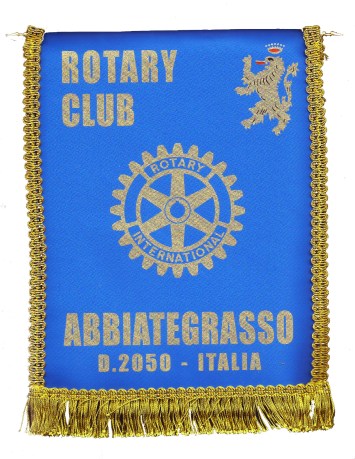 ROTARY
CLUB
ROTARY
INTERNATIONAL
ABBIATEGRASSO
D.2050 - ITALIA